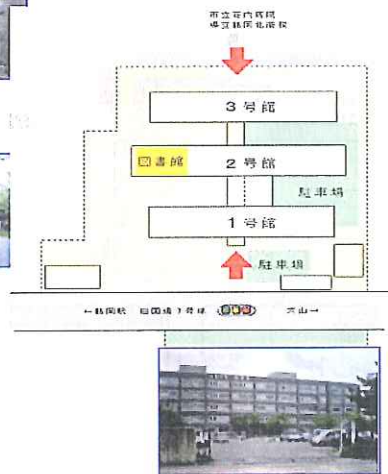 市立荘内病院
県立鶴岡北高校
3号館
図書館
2号館
駐車場
1号館
駐車場
←鶴岡駅 旧国道7号線 大山→